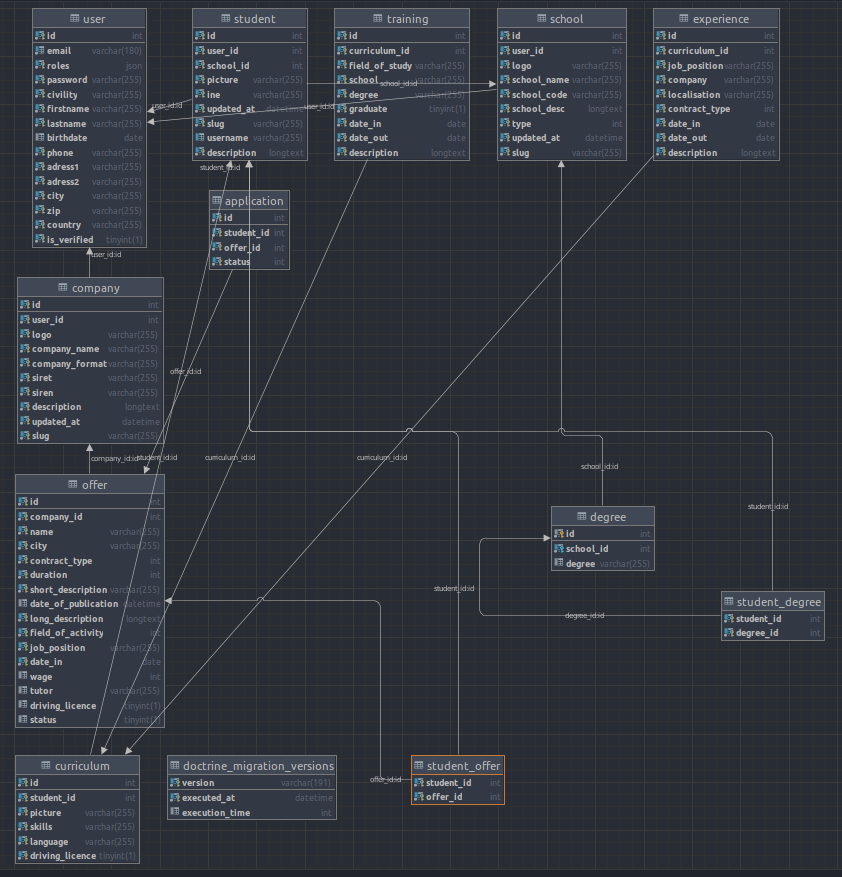 user
id int
email varchar(180)
roles json
password varchar(255)
civility varchar(255)
firstname varchar(255)
lastname varchar(255)
birthdate date
phone varchar(255)
adress1 varchar(255)
adress2 varchar(255)
city varchar(255)
zip varchar(255)
country varchar(255)
is_verified tinyint(1)
student
id int
user_id int
school_id int
picture varchar(255)
ine varchar(255)
updated_at datetime
slug varchar(255)
username varchar(255)
description longtext
training
id int
curriculum_id int
field_of_study varchar(255)
school varchar(255)
degree varchar(255)
graduate tinyint(1)
date_in date
date_out date
description longtext
school
id int
user_id int
logo varchar(255)
school_name varchar(255)
school_code varchar(255)
school_desc longtext
type int
updated_at datetime
slug varchar(255)
experience
id int
curriculum_id int
job_position varchar(255)
company varchar(255)
localisation varchar(255)
contract_type int
date_in date
date_out date
description longtext
school_id:id
user_id:id
user_id:id
student_id:id
application
id int
student_id int
offer_id int
status int
user_id:id
company
id int
user_id int
logo varchar(255)
company_name varchar(255)
company_format varchar(255)
siret varchar(255)
siren varchar(255)
description longtext
updated_at datetime
slug varchar(255)
offer_id:id
company_id:id
student_id:id
curriculum_id:id
curriculum_id:id
school_id:id
offer
id int
company_id int
name varchar(255)
city varchar(255)
contract_type int
duration int
short_description varchar(255)
date_of_publication datetime
long_description longtext
field_of_activity int
job_position varchar(255)
date_in date
wage int
tutor varchar(255)
driving_licence tinyint(1)
status tinyint(1)
student_id:id
degree
id int
school_id int
degree varchar(255)
student_id:id
degree_id:id
student_degree
student_id int
degree_id int
curriculum
id int
student_id int
picture varchar(255)
skills varchar(255)
language varchar(255)
driving_licence tinyint(1)
doctrine_migration_versions
version varchar(191)
executed_at datetime
execution_time int
offer_id:id
student_offer
student_id int
offer_id int